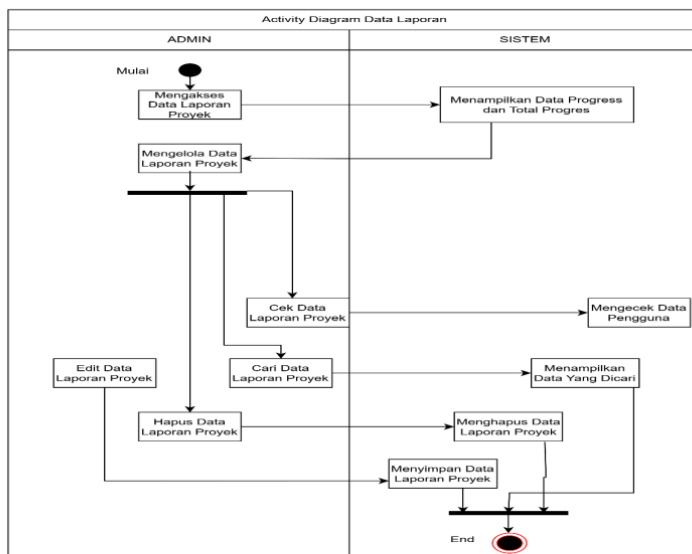 Activity Diagram Data Laporan
ADMIN
SISTEM
Mulai
Mengakses
Data Laporan
Proyek
Menampilkan Data Progress
dan Total Progres
Mengelola Data
Laporan Proyek
Cek Data
Laporan Proyek
Mengecek Data
Pengguna
Edit Data
Laporan Proyek
Cari Data
Laporan Proyek
Menampilkan
Data Yang Dicari
Hapus Data
Laporan Proyek
Menghapus Data
Laporan Proyek
Menyimpan Data
Laporan Proyek
End